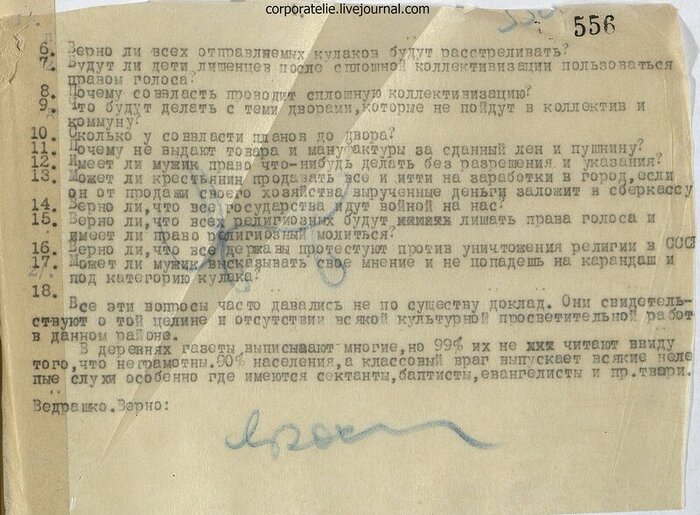 corporatelie.livejournal.com
556
6. Верно ли всех отправляемых кулаков будут расстреливать?
7. Будут ли дети лишенцев после сплошной коллективизации пользоваться
правом голоса?
8. Почему соввласть проводит сплошную коллективизацию?
9. Что будут делать с теми дворами,которые не пойдут в коллектив и
коммуну?
10. Сколько у соввласти планов до двора?
11. Почему не выдают товара и мануфактуры за сданный лен и пушнину?
12. Имеет ли мужик право что-нибудь делать без разрешения и указания?
13. Может ли крестьянин продавать все и итти на заработки в город,если
он от продажи своего хозяйства,вырученные деньги заложит в сберкассу
14. Верно ли,что все государства идут войной на нас?
15. Верно ли,что всех религиозных будут лишать права голоса и
имеет ли право религиозный молиться?
16. Верно ли,что все державы протестуют против уничтожения религии в СССР
17. Может ли мужик высказывать свое мнение и не попадешь на карандаш и
под категорию кулака?
18.
Все эти вопросы часто давались не по существу доклад. Они свидетель-
ствуют о той целине и отсутствии всякой культурной просветительной работ
в данном районе.
В деревнях газеты выписывают многие,но 99% их не ххх читают ввиду
того,что неграмотны.90% населения,а классовый враг выпускает всякие неле-
пые слухи особенно где имеются сектанты,баптисты,евангелисты и пр.твари.
Ведрашко.Верно: